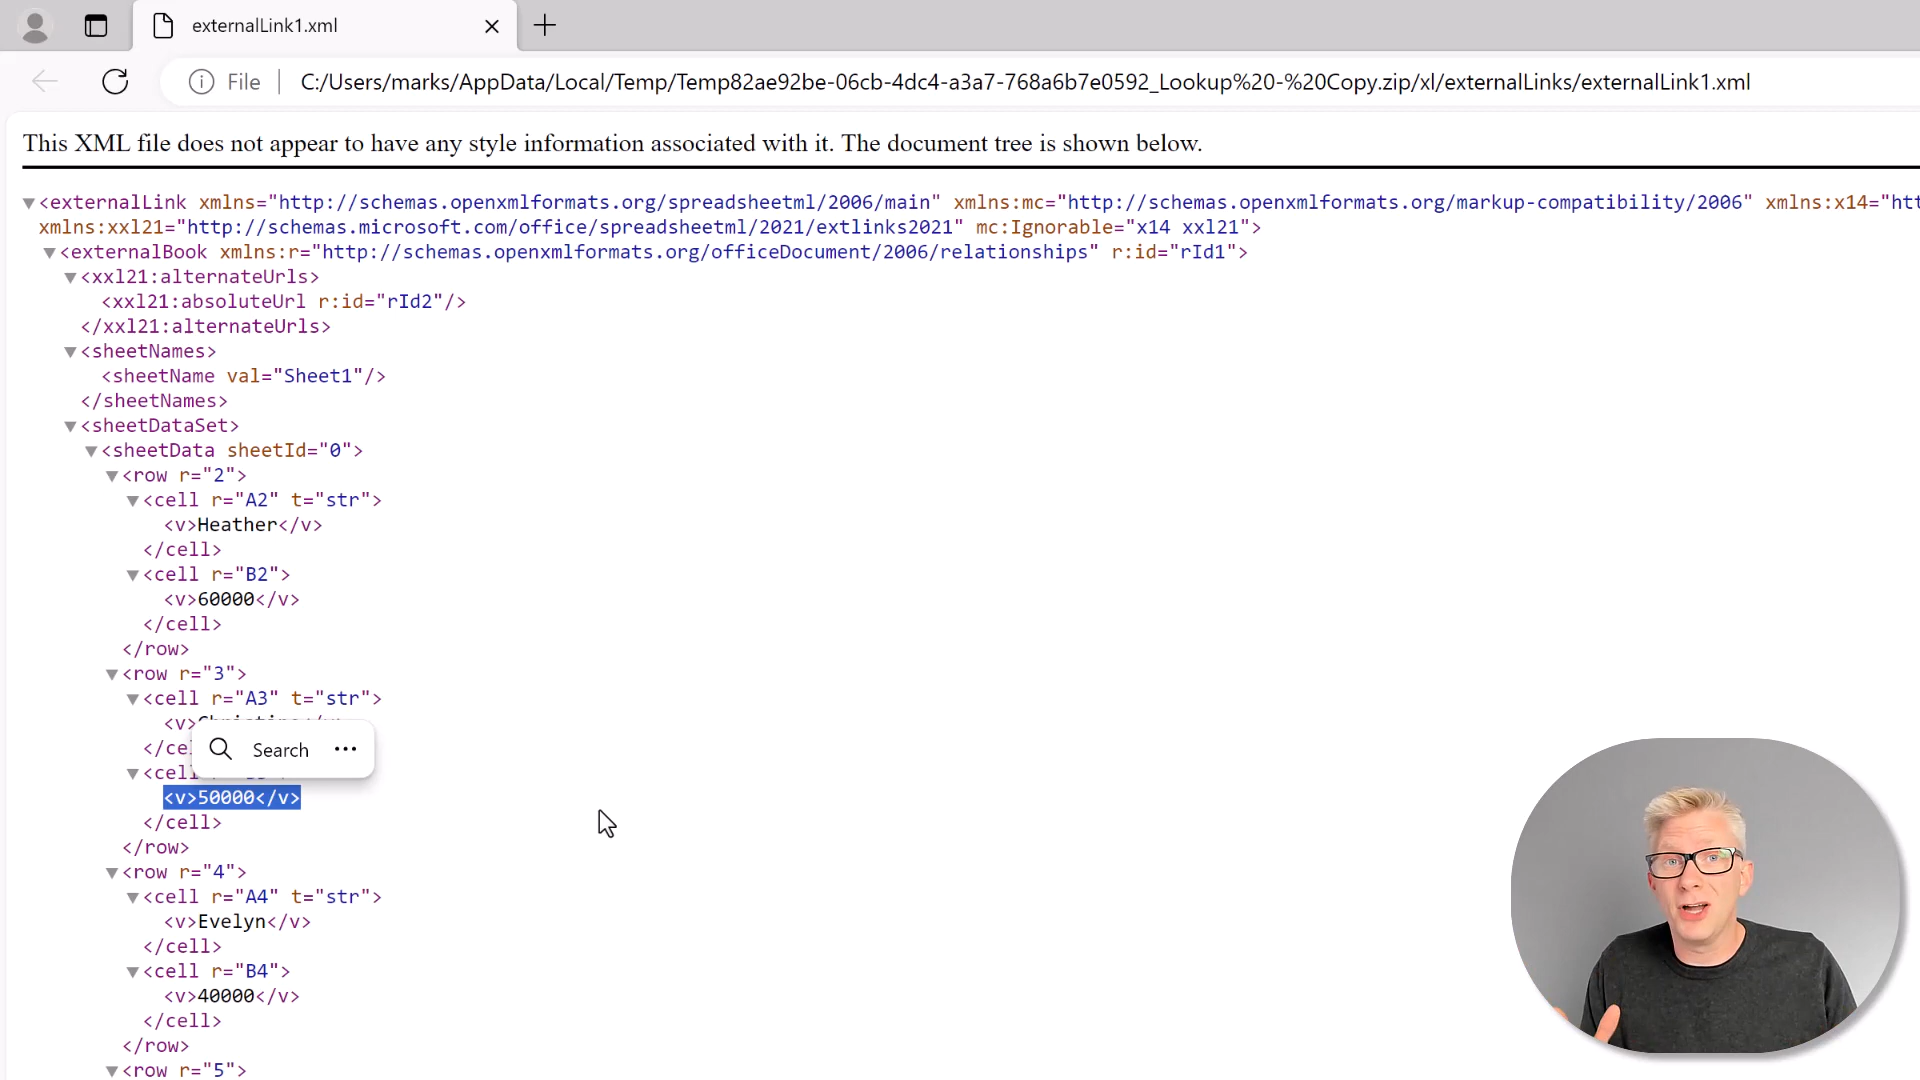 externalLink1.xml
File C:/Users/marks/AppData/Local/Temp/Temp82ae92be-06cb-4dc4-a3a7-768a6b7e0592_Lookup%20-%20Copy.zip/xl/externalLinks/externalLink1.xml
This XML file does not appear to have any style information associated with it. The document tree is shown below.
▼<externalLink xmlns="http://schemas.openxmlformats.org/spreadsheetml/2006/main" xmlns:mc="http://schemas.openxmlformats.org/markup-compatibility/2006" xmlns:x14="htt
xmlns:xxl21="http://schemas.microsoft.com/office/spreadsheetml/2021/extlinks2021" mc:Ignorable="x14 xxl21">
▼<externalBook xmlns:r="http://schemas.openxmlformats.org/officeDocument/2006/relationships" r:id="rId1">
▼<xxl21:alternateUrls>
<xxl21:absoluteUrl r:id="rId2"/>
</xxl21:alternateUrls>
▼<sheetNames>
<sheetName val="Sheet1"/>
</sheetNames>
▼<sheetDataSet>
▼<sheetData sheetId="0">
▼<row r="2">
▼<cell r="A2" t="str">
<v>Heather</v>
</cell>
▼<cell r="B2">
<v>60000</v>
</cell>
</row>
▼<row r="3">
▼<cell r="A3" t="str">
<v>
</ce
Search
▼<cel
<v>50000</v>
</cell>
</row>
▼<row r="4">
▼<cell r="A4" t="str">
<v>Evelyn</v>
</cell>
▼<cell r="B4">
<v>40000</v>
</cell>
</row>
▼<row r="5">